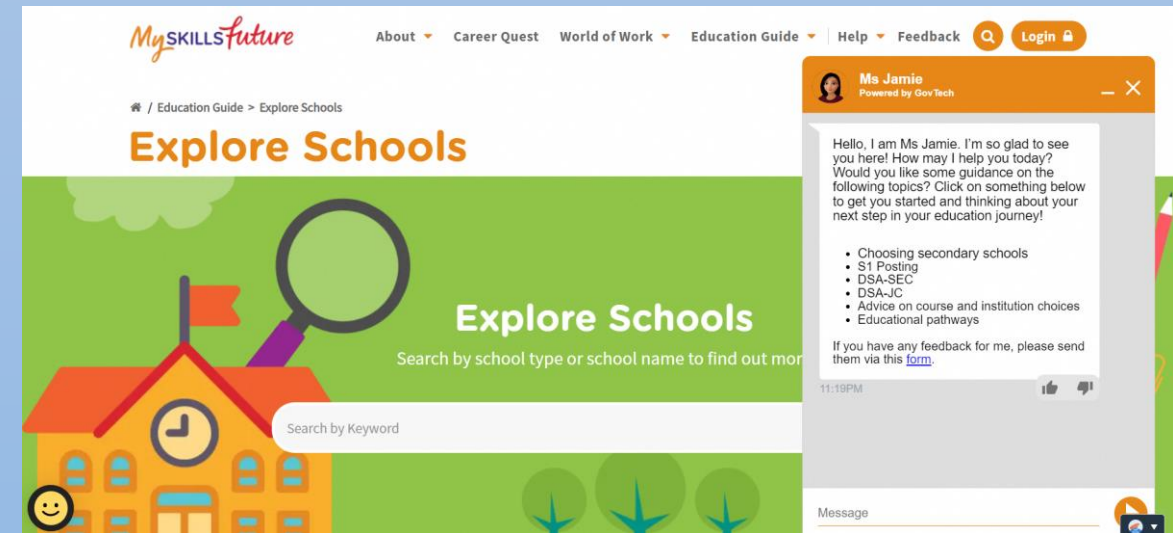 MySKILLSfuture
About Career Quest World of Work Education Guide Help Feedback Login
/ Education Guide > Explore Schools
Explore Schools
Explore Schools
Search by school type or school name to find out mor
Search by Keyword
Ms Jamie
Powered by GovTech
Hello, I am Ms Jamie. I'm so glad to see
you here! How may I help you today?
Would you like some guidance on the
following topics? Click on something below
to get you started and thinking about your
next step in your education journey!
• Choosing secondary schools
• S1 Posting
• DSA-SEC
• DSA-JC
• Advice on course and institution choices
• Educational pathways
If you have any feedback for me, please send
them via this form.
11:19PM
Message